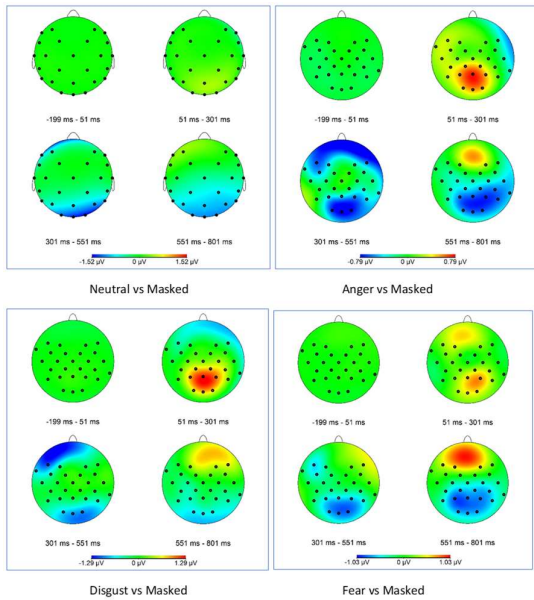 -199 ms - 51 ms
51 ms - 301 ms
301 ms - 551 ms
551 ms - 801 ms
-1.52 µV
0 µV
1.52 µV
Neutral vs Masked
-199 ms - 51 ms
51 ms - 301 ms
301 ms - 551 ms
551 ms - 801 ms
-0.79 µV
0 µV
0.79 µV
Anger vs Masked
-199 ms - 51 ms
51 ms - 301 ms
301 ms - 551 ms
551 ms - 801 ms
-1.29 µV
0 µV
1.29 µV
Disgust vs Masked
-199 ms - 51 ms
51 ms - 301 ms
301 ms - 551 ms
551 ms - 801 ms
-1.03 µV
0 µV
1.03 µV
Fear vs Masked